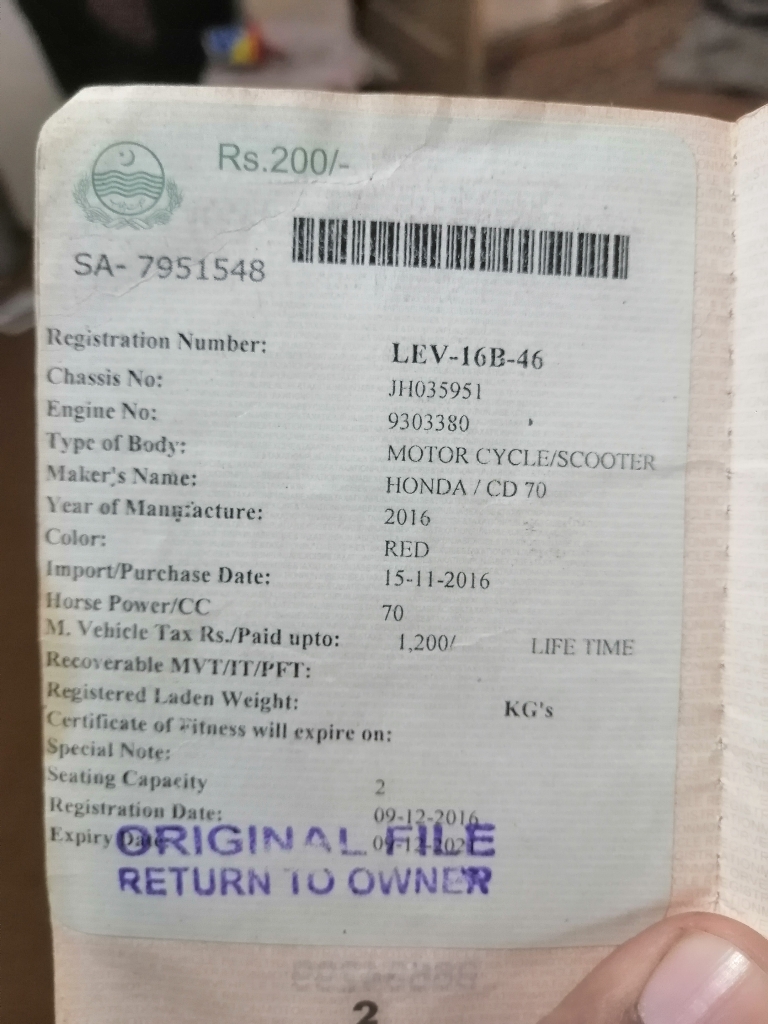 Rs.200/-
SA- 7951548
Registration Number: LEV-16B-46
Chassis No: JH035951
Engine No: 9303380
Type of Body: MOTOR CYCLE/SCOOTER
Maker's Name: HONDA / CD 70
Year of Manufacture: 2016
Color: RED
Import/Purchase Date: 15-11-2016
Horse Power/CC 70
M. Vehicle Tax Rs./Paid upto: 1,200/ LIFE TIME
Recoverable MVT/IT/PFT:
Registered Laden Weight: KG's
Certificate of Fitness will expire on:
Special Note:
Seating Capacity 2
Registration Date: 09-12-2016
Expiry Date 09-12-2021
ORIGINAL FILE
RETURN TO OWNER
2